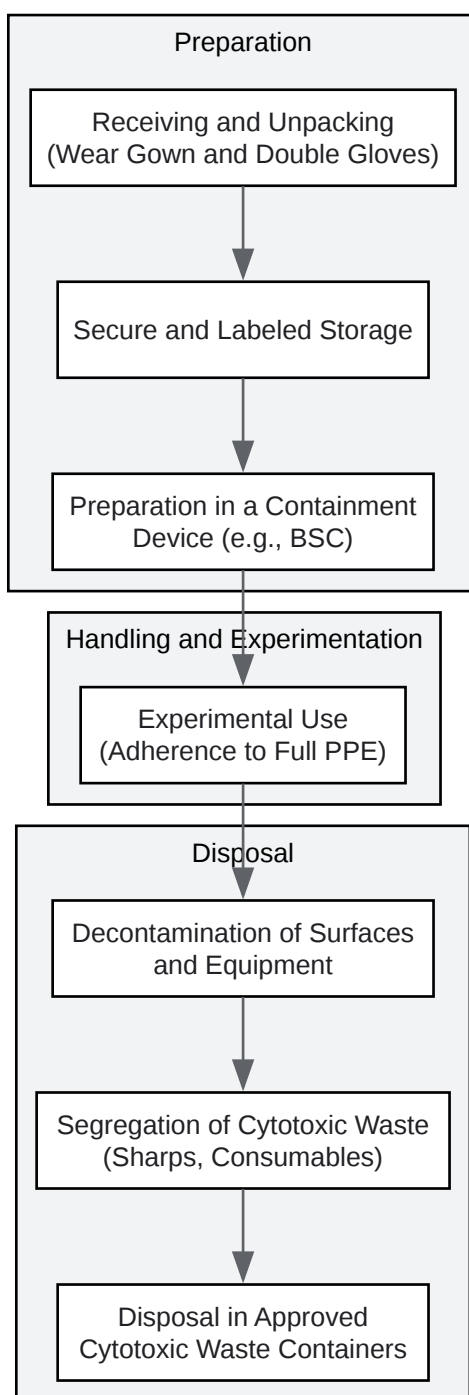 Preparation
Receiving and Unpacking
(Wear Gown and Double Gloves)
Secure and Labeled Storage
Preparation in a Containment
Device (e.g., BSC)
Handling and Experimentation
Experimental Use
(Adherence to Full PPE)
Disposal
Decontamination of Surfaces
and Equipment
Segregation of Cytotoxic Waste
(Sharps, Consumables)
Disposal in Approved
Cytotoxic Waste Containers